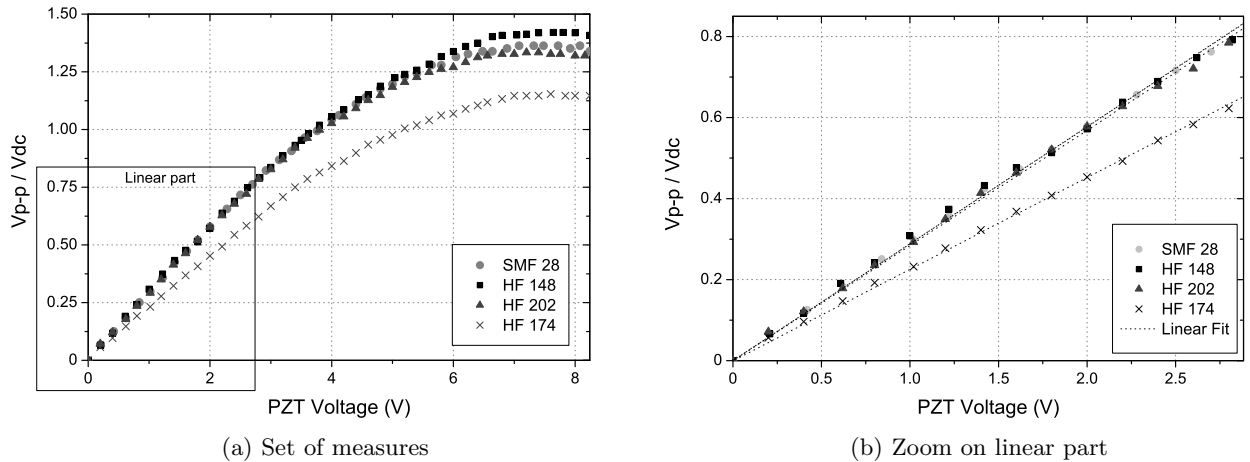 1.50
1.25
1.00
0.75
0.50
0.25
0
Vp-p / Vdc
Linear part
SMF 28
HF 148
HF 202
HF 174
0 2 4 6 8
PZT Voltage (V)
(a) Set of measures
0.8
0.6
0.4
0.2
0
Vp-p / Vdc
SMF 28
HF 148
HF 202
HF 174
Linear Fit
0 0.5 1.0 1.5 2.0 2.5
PZT Voltage (V)
(b) Zoom on linear part